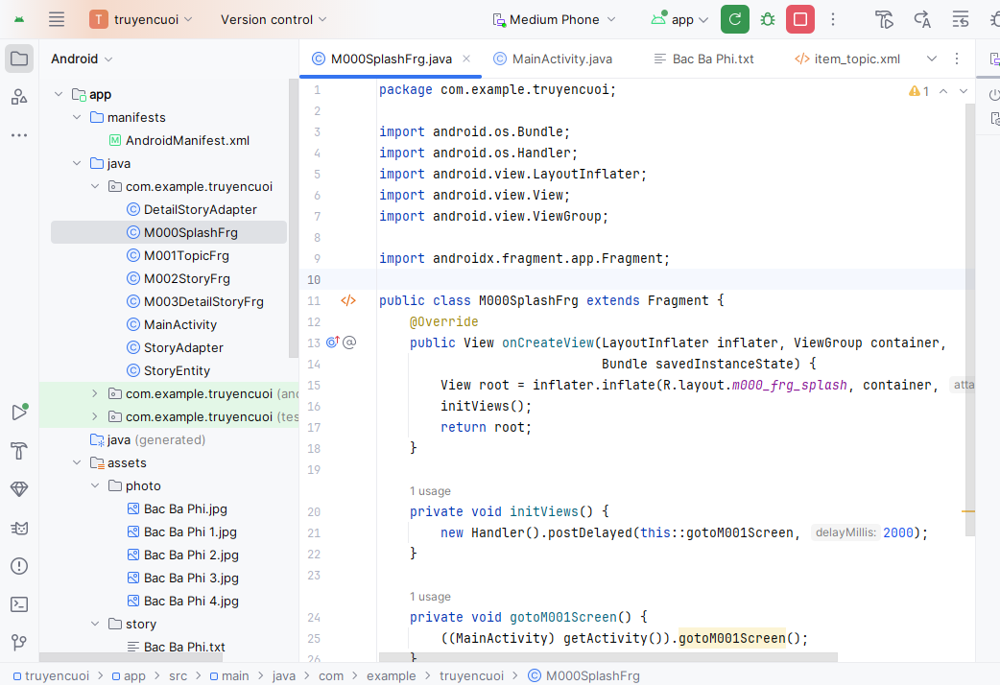 T truyencuoi Version control Medium Phone app
Android
M000SplashFrg.java MainActivity.java Bac Ba Phi.txt item_topic.xml
app
manifests
AndroidManifest.xml
java
com.example.truyencuoi
DetailStoryAdapter
M000SplashFrg
M001TopicFrg
M002StoryFrg
M003DetailStoryFrg
MainActivity
StoryAdapter
StoryEntity
com.example.truyencuoi (and
com.example.truyencuoi (tes
java (generated)
assets
photo
Bac Ba Phi.jpg
Bac Ba Phi 1.jpg
Bac Ba Phi 2.jpg
Bac Ba Phi 3.jpg
Bac Ba Phi 4.jpg
story
Bac Ba Phi.txt
1 package com.example.truyencuoi; 1
2
3 import android.os.Bundle;
4 import android.os.Handler;
5 import android.view.LayoutInflater;
6 import android.view.View;
7 import android.view.ViewGroup;
8
9 import androidx.fragment.app.Fragment;
10
11 </> public class M000SplashFrg extends Fragment {
12 @Override
13 @ public View onCreateView(LayoutInflater inflater, ViewGroup container,
14 Bundle savedInstanceState) {
15 View root = inflater.inflate(R.layout.m000_frg_splash, container, atta
16 initViews();
17 return root;
18 }
19
1 usage
20 private void initViews() {
21 new Handler().postDelayed(this::gotoM001Screen, delayMillis: 2000);
22 }
23
1 usage
24 private void gotoM001Screen() {
25 ((MainActivity) getActivity()).gotoM001Screen();
26 }
truyencuoi > app > src > main > java > com > example > truyencuoi > M000SplashFrg